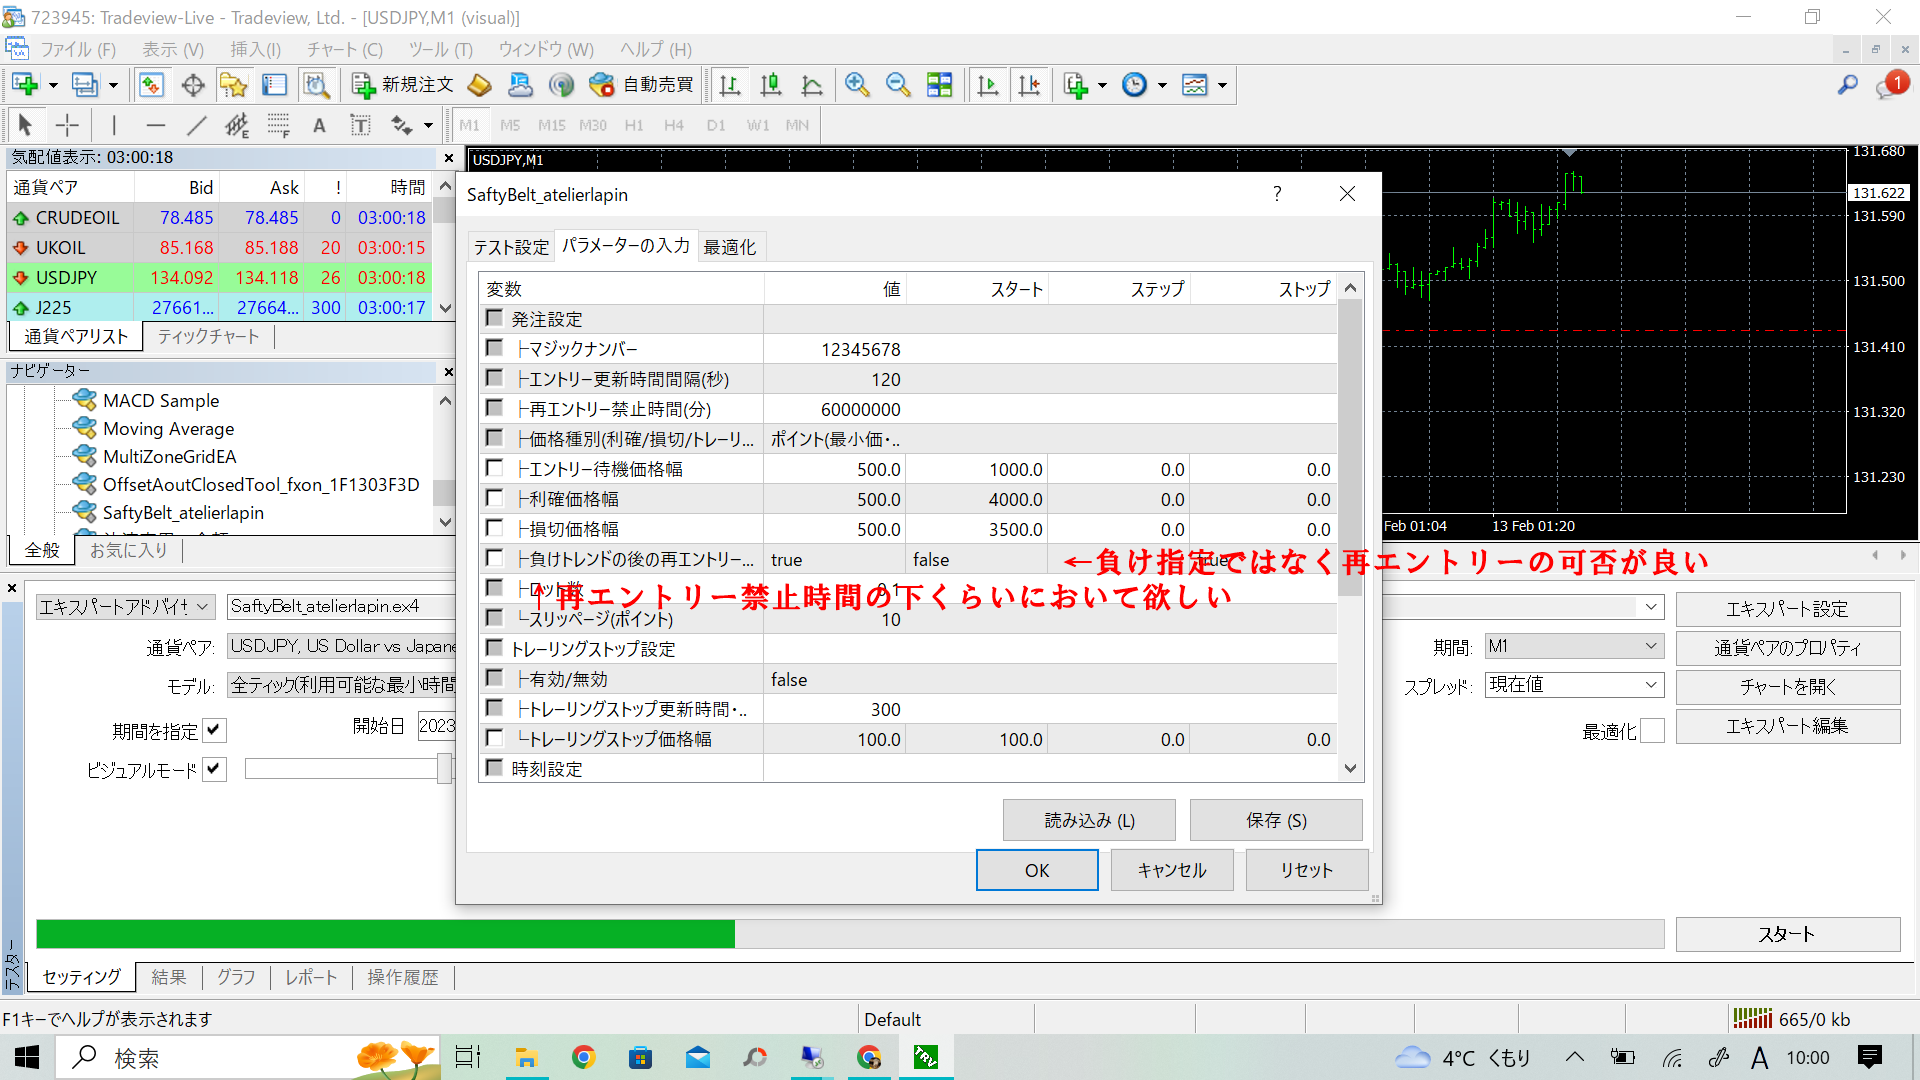 723945: Tradeview-Live - Tradeview, Ltd. - [USDJPY,M1 (visual)]
ファイル (F) 表示 (V) 挿入(I) チャート (C) ツール (T) ウィンドウ (W) ヘルプ (H)
新規注文 自動売買 1
A T M1 M5 M15 M30 H1 H4 D1 W1 MN
気配値表示: 03:00:18
通貨ペア Bid Ask ! 時間
CRUDEOIL 78.485 78.485 0 03:00:18
UKOIL 85.168 85.188 20 03:00:15
USDJPY 134.092 134.118 26 03:00:18
J225 27661... 27664... 300 03:00:17
通貨ペアリスト ティックチャート
ナビゲーター
MACD Sample
Moving Average
MultiZoneGridEA
OffsetAoutClosedTool_fxon_1F1303F3D
SaftyBelt_atelierlapin
全般 お気に入り
USDJPY,M1
131.680
131.622
131.590
131.500
131.410
131.320
131.230
Feb 01:04 13 Feb 01:20
SaftyBelt_atelierlapin ?
テスト設定 パラメーターの入力 最適化
変数 値 スタート ステップ ストップ
発注設定
├マジックナンバー 12345678
├エントリー更新時間間隔(秒) 120
├再エントリー禁止時間(分) 60000000
├価格種別(利確/損切/トレーリ... ポイント(最小価・..
├エントリー待機価格幅 500.0 1000.0 0.0 0.0
├利確価格幅 500.0 4000.0 0.0 0.0
├損切価格幅 500.0 3500.0 0.0 0.0
├負けトレンドの後の再エントリー... true false true
←負け指定ではなく再エントリーの可否が良い
├ロット数 0.1
↑再エントリー禁止時間の下くらいにおいて欲しい
└スリッページ(ポイント) 10
トレーリングストップ設定
├有効/無効 false
├トレーリングストップ更新時間・.. 300
└トレーリングストップ価格幅 100.0 100.0 0.0 0.0
時刻設定
読み込み (L) 保存 (S)
OK キャンセル リセット
エキスパートアドバイザ SaftyBelt_atelierlapin.ex4 エキスパート設定
通貨ペア: USDJPY, US Dollar vs Japane 期間: M1 通貨ペアのプロパティ
モデル: 全ティック(利用可能な最小時間 スプレッド: 現在値 チャートを開く
期間を指定 開始日 2023 最適化 エキスパート編集
ビジュアルモード
スタート
テスター
セッティング 結果 グラフ レポート 操作履歴
F1キーでヘルプが表示されます Default 665/0 kb
検索 TRV 4°C くもり A 10:00